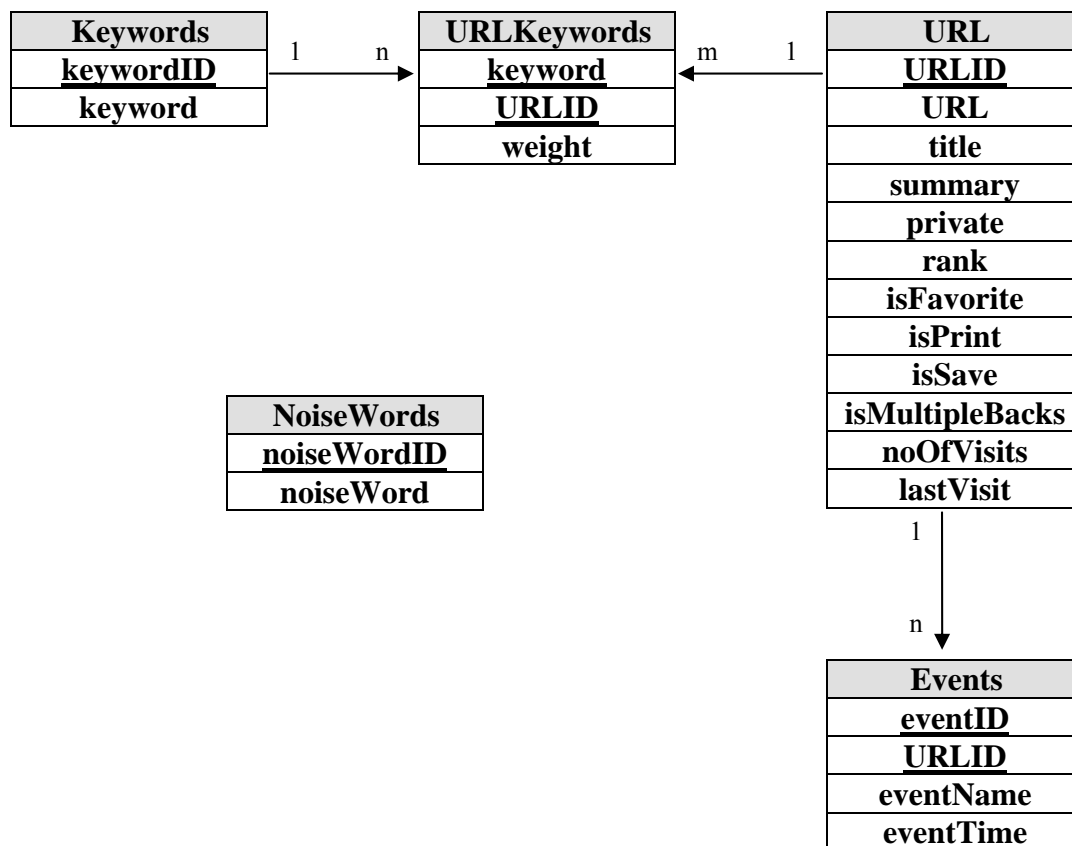 Keywords
keywordID
keyword
1
n
URLKeywords
keyword
URLID
weight
m
1
URL
URLID
URL
title
summary
private
rank
isFavorite
isPrint
isSave
isMultipleBacks
noOfVisits
lastVisit
NoiseWords
noiseWordID
noiseWord
1
n
Events
eventID
URLID
eventName
eventTime